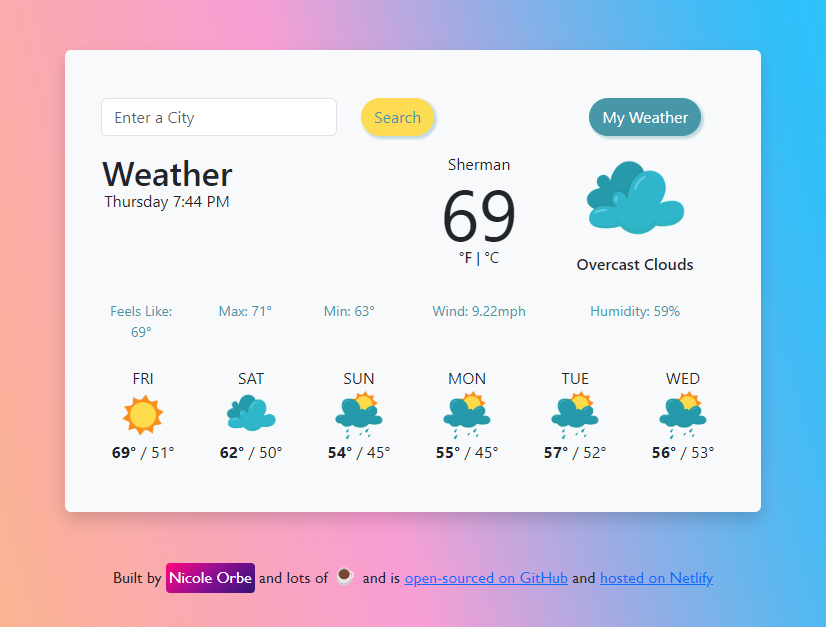 Enter a City
Search
My Weather
Weather
Thursday 7:44 PM
Sherman
69
°F | °C
Overcast Clouds
Feels Like: 69°
Max: 71°
Min: 63°
Wind: 9.22mph
Humidity: 59%
FRI SAT SUN MON TUE WED
69° / 51° 62° / 50° 54° / 45° 55° / 45° 57° / 52° 56° / 53°
Built by Nicole Orbe and lots of ☕ and is open-sourced on GitHub and hosted on Netlify